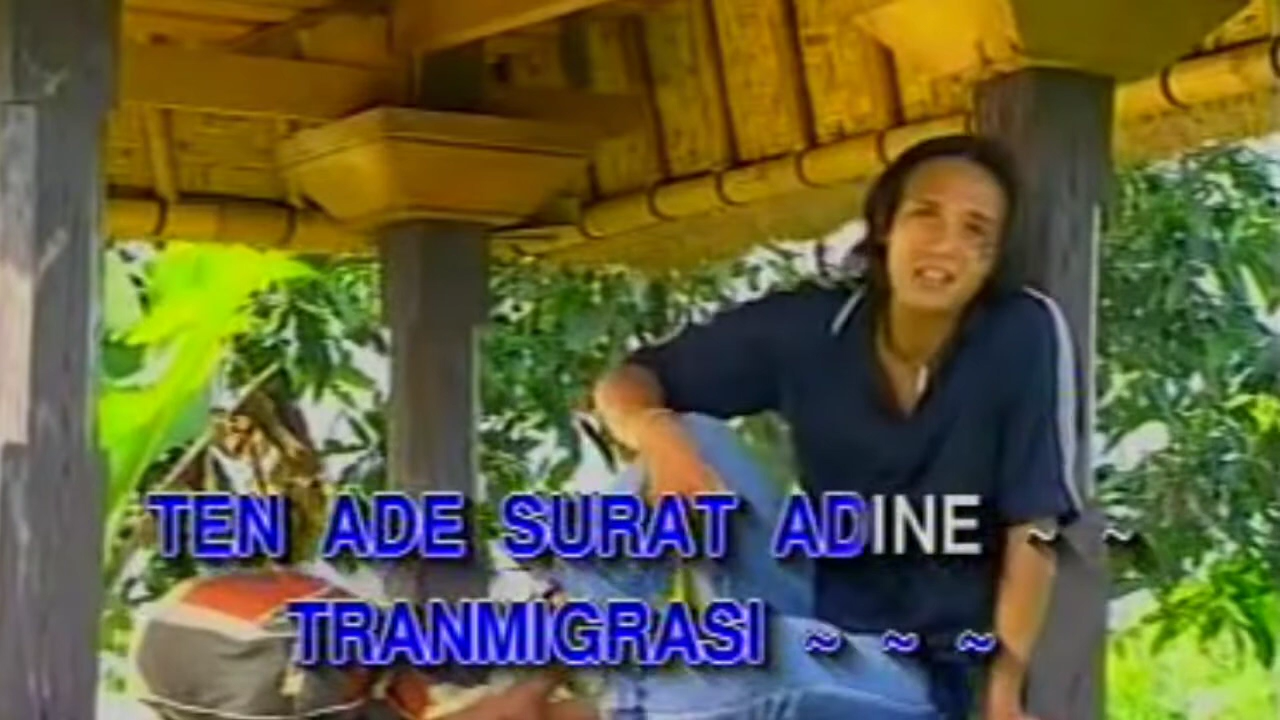 TEN ADE SURAT ADINE ~ ~
TRANMIGRASI ~ ~ ~